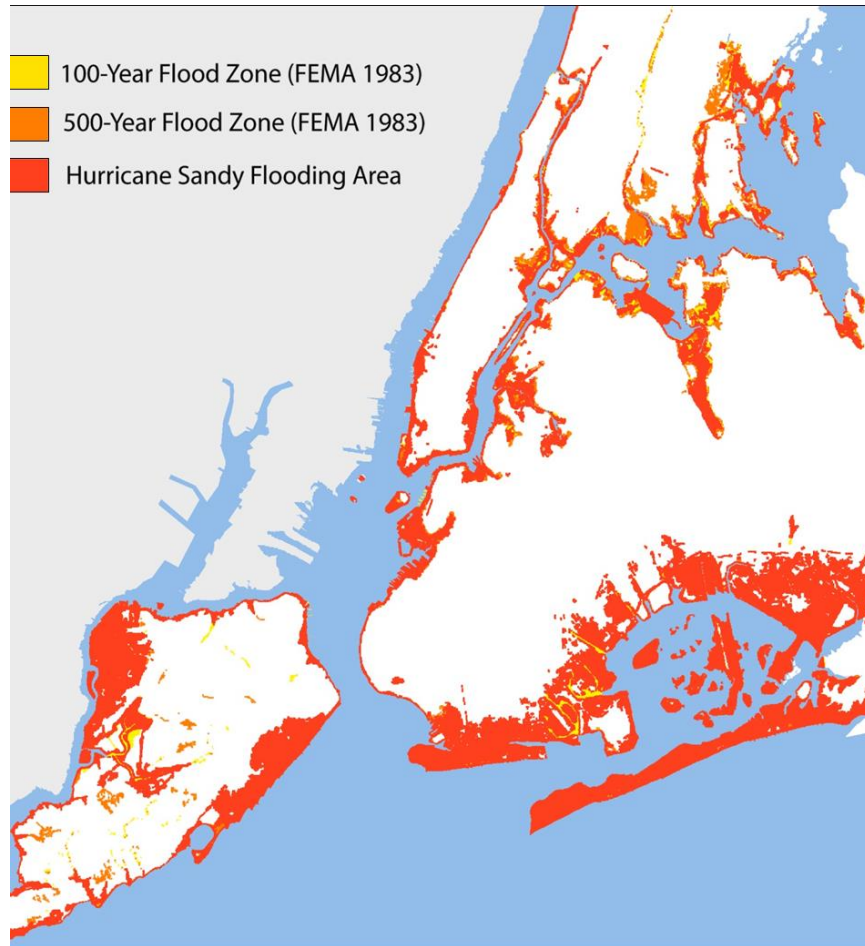 100-Year Flood Zone (FEMA 1983)
500-Year Flood Zone (FEMA 1983)
Hurricane Sandy Flooding Area